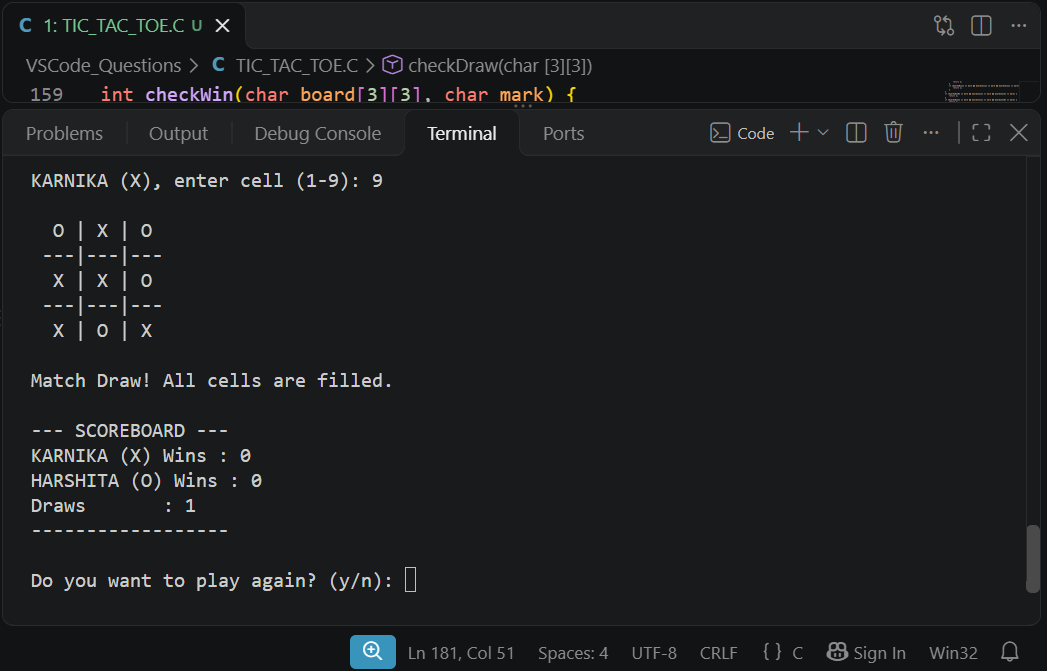 C 1: TIC_TAC_TOE.C U
VSCode_Questions > C TIC_TAC_TOE.C > checkDraw(char [3][3])
159 int checkWin(char board[3][3], char mark) {
Problems Output Debug Console Terminal Ports Code
KARNIKA (X), enter cell (1-9): 9
O | X | O
---|---|---
X | X | O
---|---|---
X | O | X
Match Draw! All cells are filled.
--- SCOREBOARD ---
KARNIKA (X) Wins : 0
HARSHITA (O) Wins : 0
Draws       : 1
------------------
Do you want to play again? (y/n):
Ln 181, Col 51 Spaces: 4 UTF-8 CRLF { } C Sign In Win32